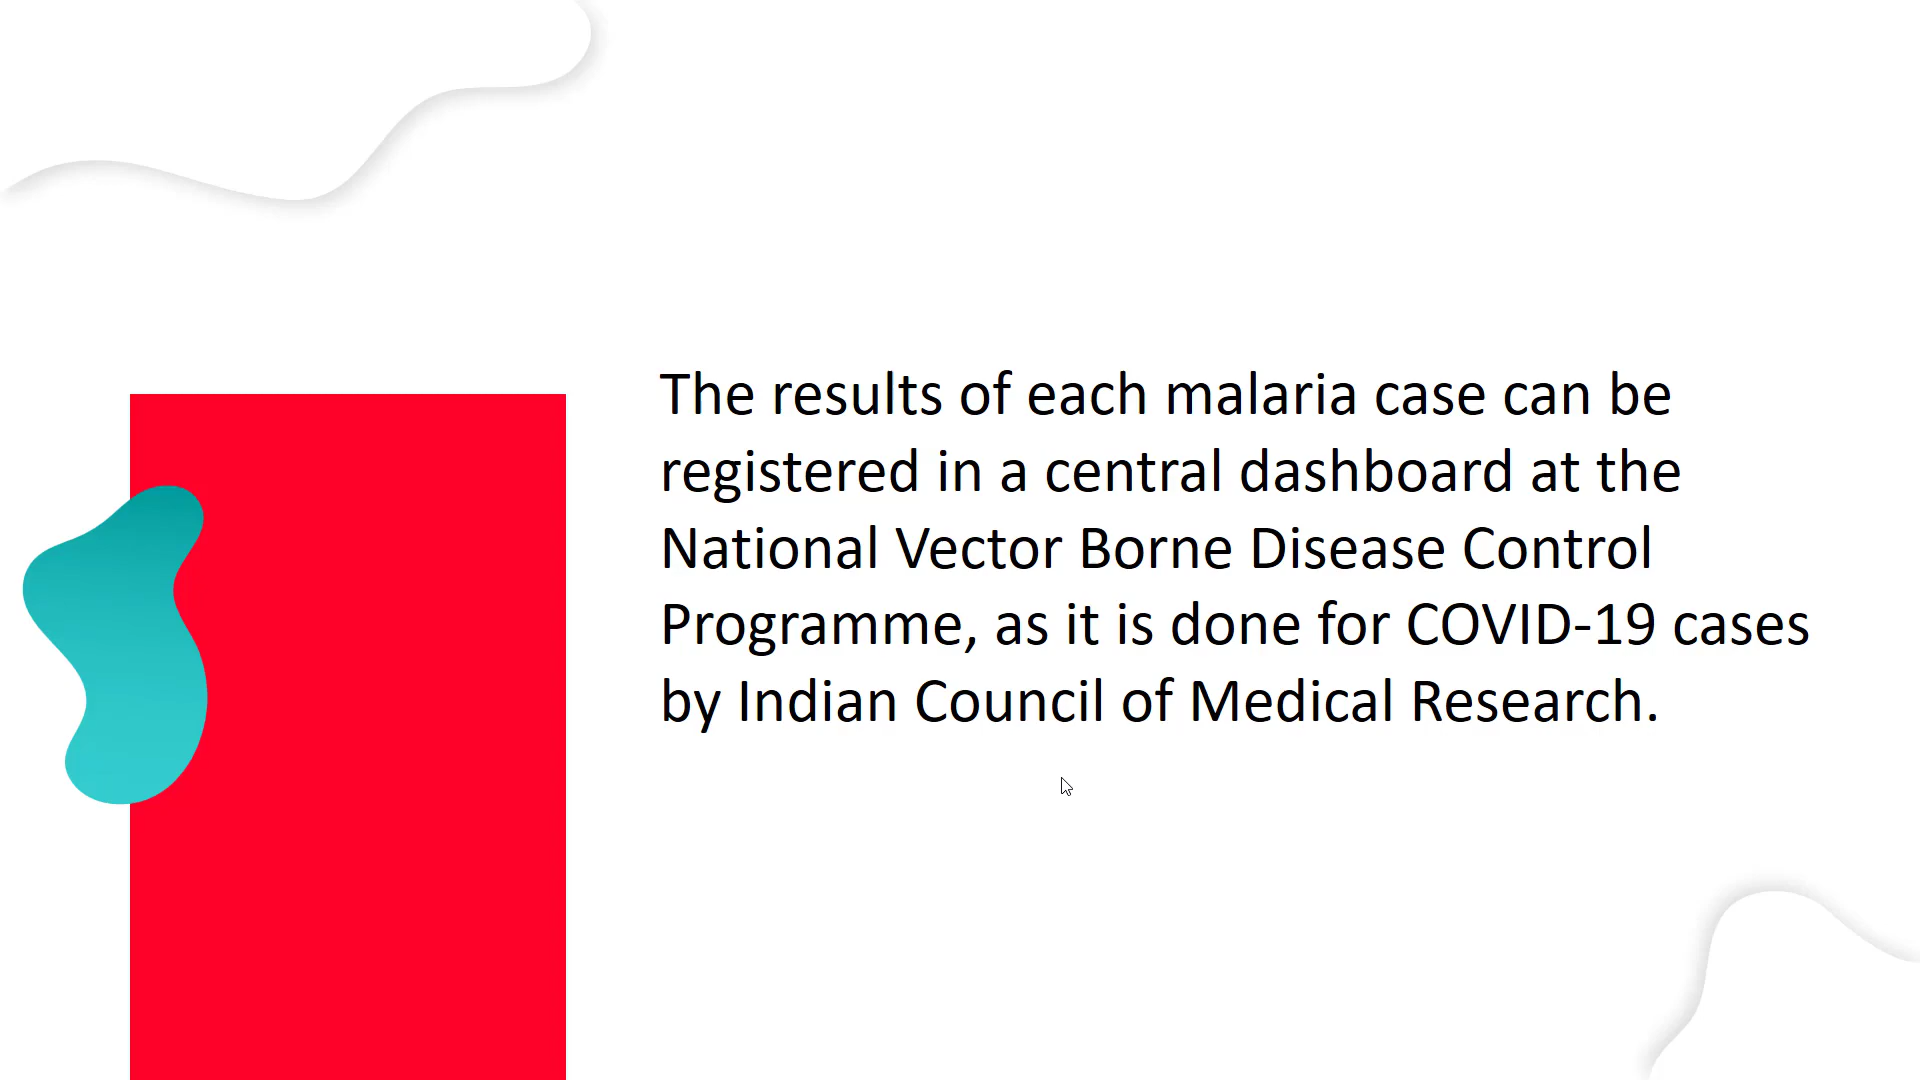 The results of each malaria case can be
registered in a central dashboard at the
National Vector Borne Disease Control
Programme, as it is done for COVID-19 cases
by Indian Council of Medical Research.